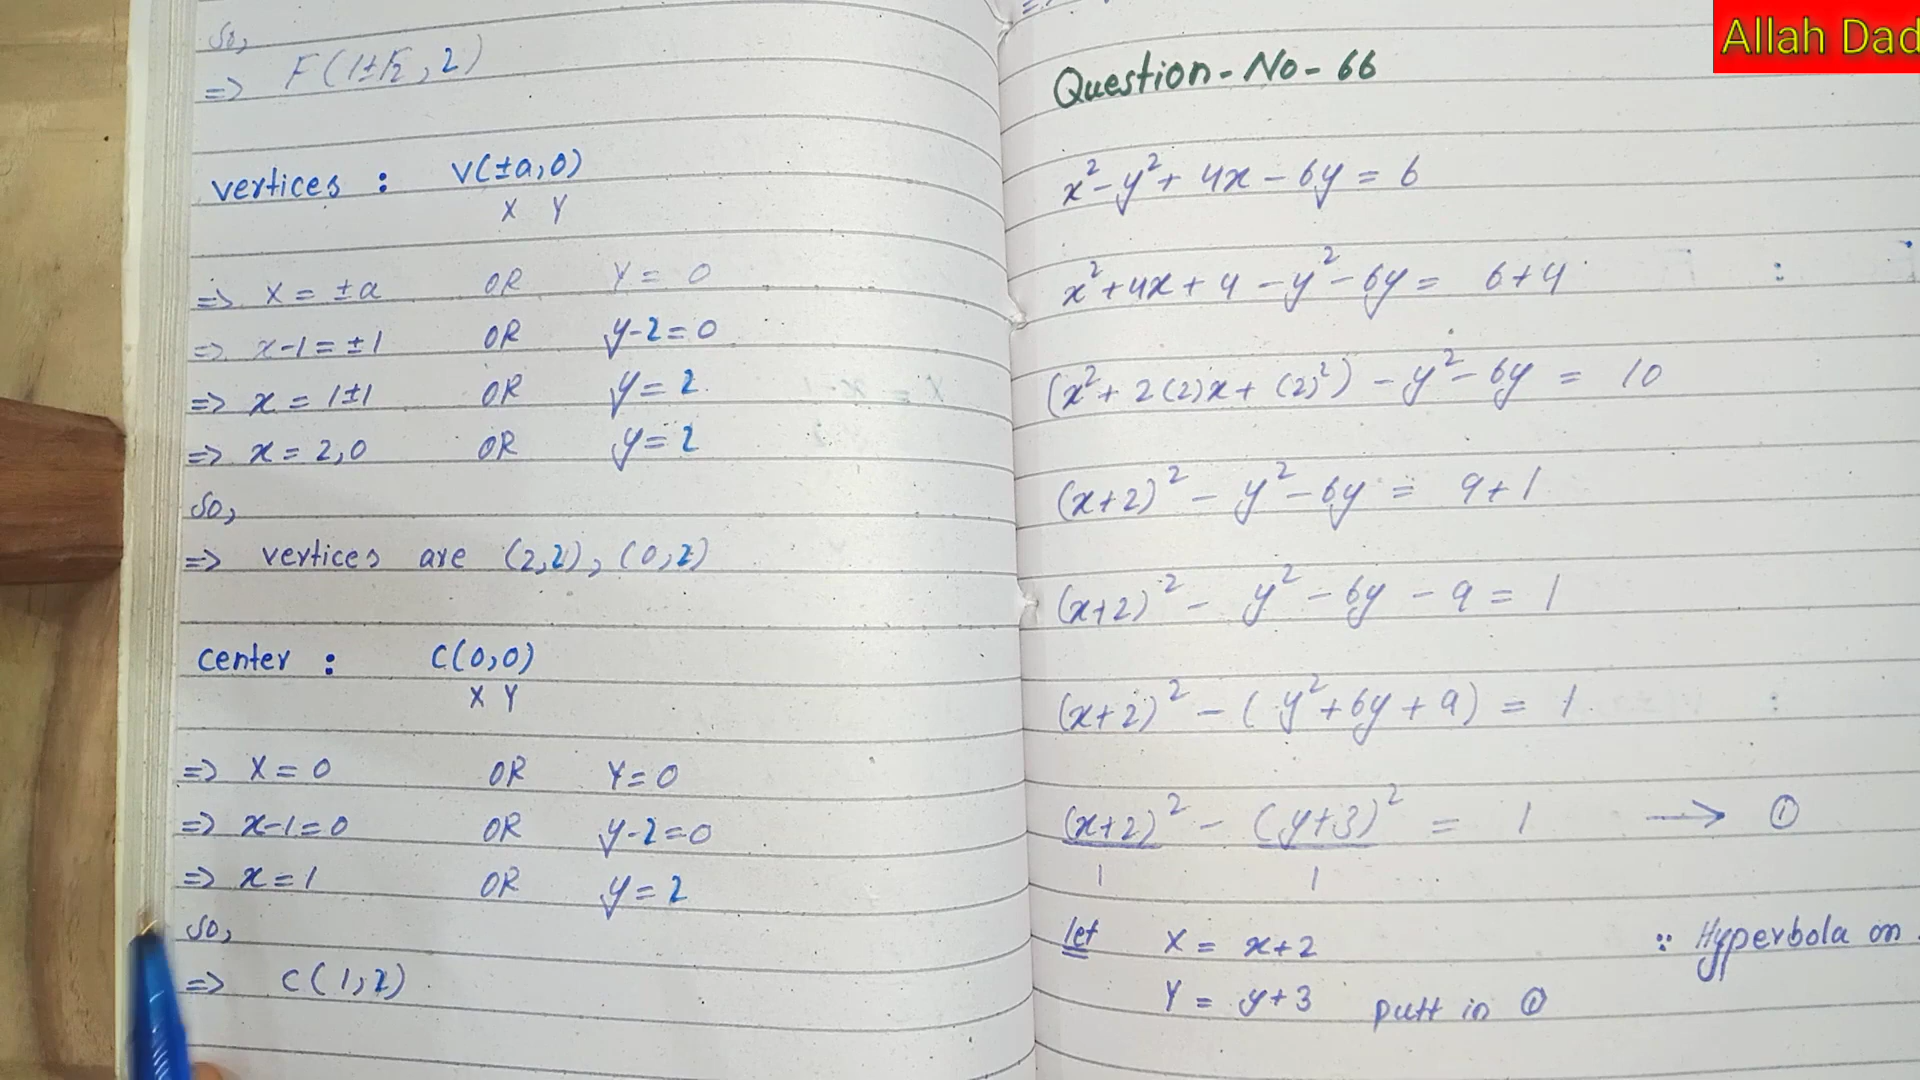 so,
=> F(1±√2, 2)
vertices : V(±a,0)
X Y
=> X = ±a OR Y = 0
=> x-1 = ±1 OR y-2=0
=> x = 1±1 OR y = 2
=> x = 2,0 OR y = 2
so,
=> vertices are (2,2), (0,2)
center : C(0,0)
X Y
=> X = 0 OR Y=0
=> x-1=0 OR y-2=0
=> x = 1 OR y = 2
so,
=> C(1,2)
Allah Dad
Question-No-66
x²-y²+4x-6y = 6
x²+4x+4-y²-6y = 6+4
(x²+2(2)x+(2)²)-y²-6y = 10
(x+2)²-y²-6y = 9+1
(x+2)²-y²-6y-9=1
(x+2)²-(y²+6y+9)=1
(x+2)² - (y+3)² = 1 → ①
1 1
let X = x+2 ∵ Hyperbola on
Y = y+3 putt in ①